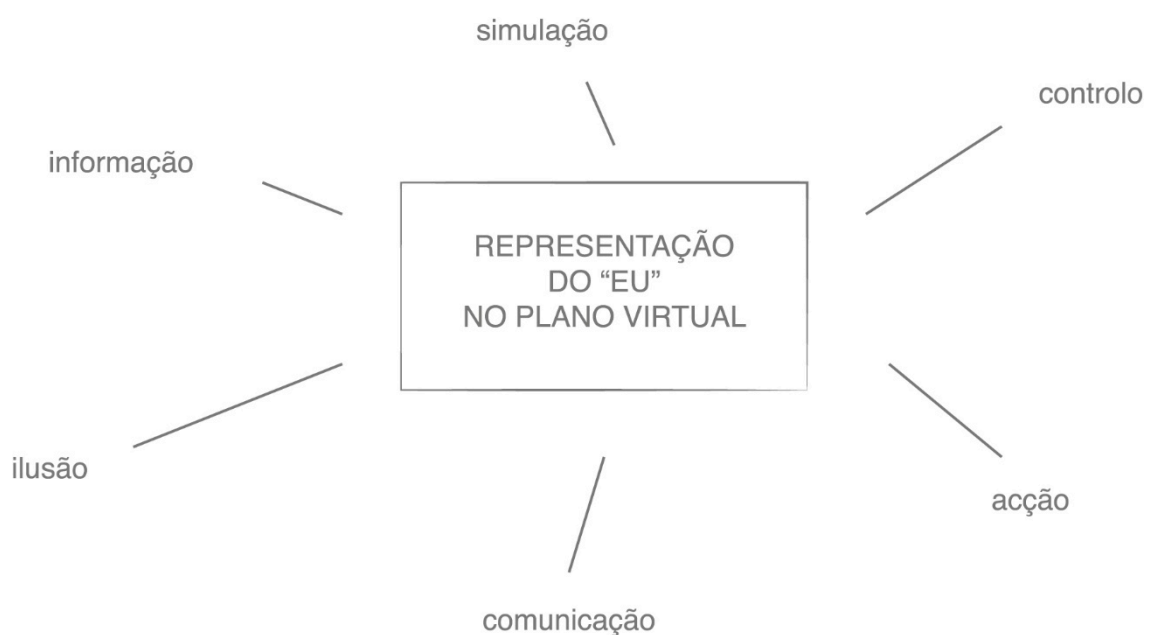 simulação
controlo
informação
REPRESENTAÇÃO
DO “EU”
NO PLANO VIRTUAL
ilusão
acção
comunicação